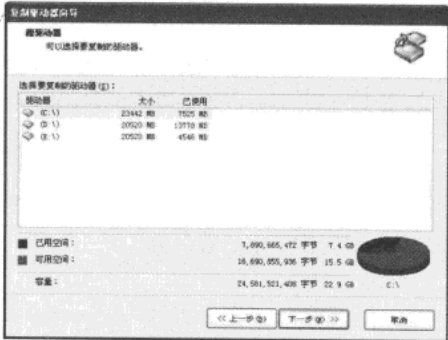 复制驱动器向导
源驱动器
可以选择要复制的驱动器。
选择要复制的驱动器(S)：
驱动器 大小 已使用
(C:\) 23442 MB 7525 MB
(D:\) 20520 MB 13778 MB
(E:\) 20520 MB 4546 MB
已用空间： 7,890,665,472 字节 7.4 GB
可用空间： 16,690,855,936 字节 15.5 GB
容量： 24,581,521,408 字节 22.9 GB C:\
<< 上一步(B) 下一步(N) >> 取消